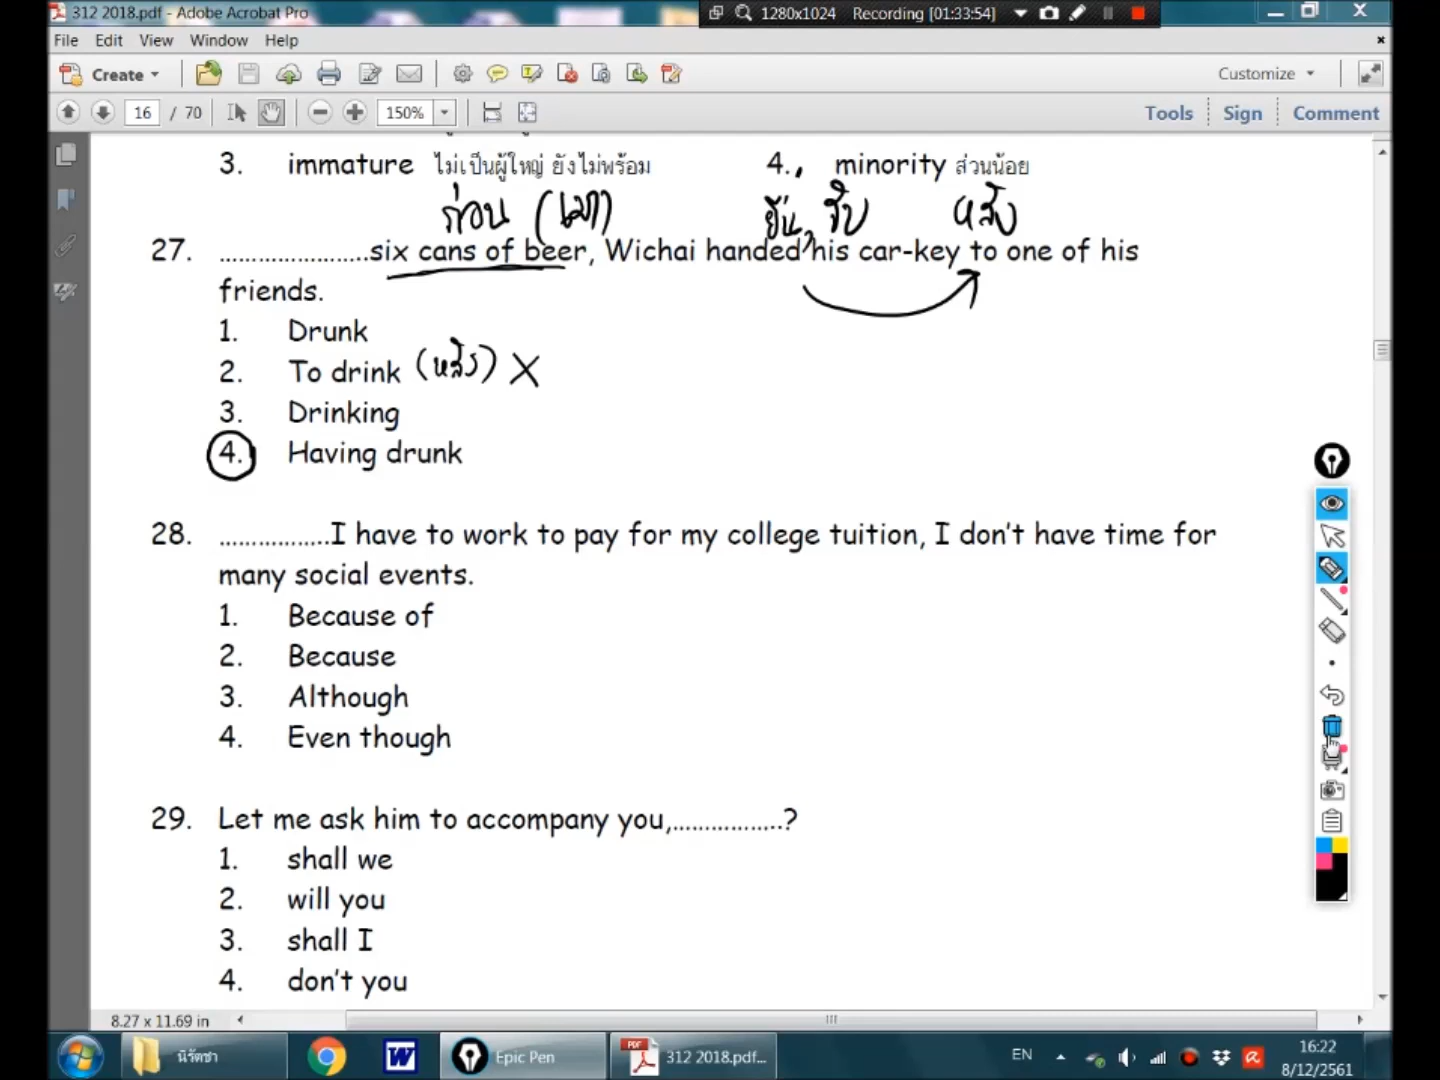 312 2018.pdf - Adobe Acrobat Pro
1280x1024 Recording [01:33:54]
File Edit View Window Help
Create Customize
16 / 70 150% Tools Sign Comment
3. immature ไม่เป็นผู้ใหญ่ ยังไม่พร้อม 4. minority ส่วนน้อย
ก่อน (เมา) ยื่น, หลัง
27. ........................six cans of beer, Wichai handed his car-key to one of his
friends.
1. Drunk
2. To drink (หลัง) X
3. Drinking
4. Having drunk
28. ..................I have to work to pay for my college tuition, I don't have time for
many social events.
1. Because of
2. Because
3. Although
4. Even though
29. Let me ask him to accompany you,..................?
1. shall we
2. will you
3. shall I
4. don't you
8.27 x 11.69 in
นิรัตชา Epic Pen PDF 312 2018.pdf... EN 16:22
8/12/2561